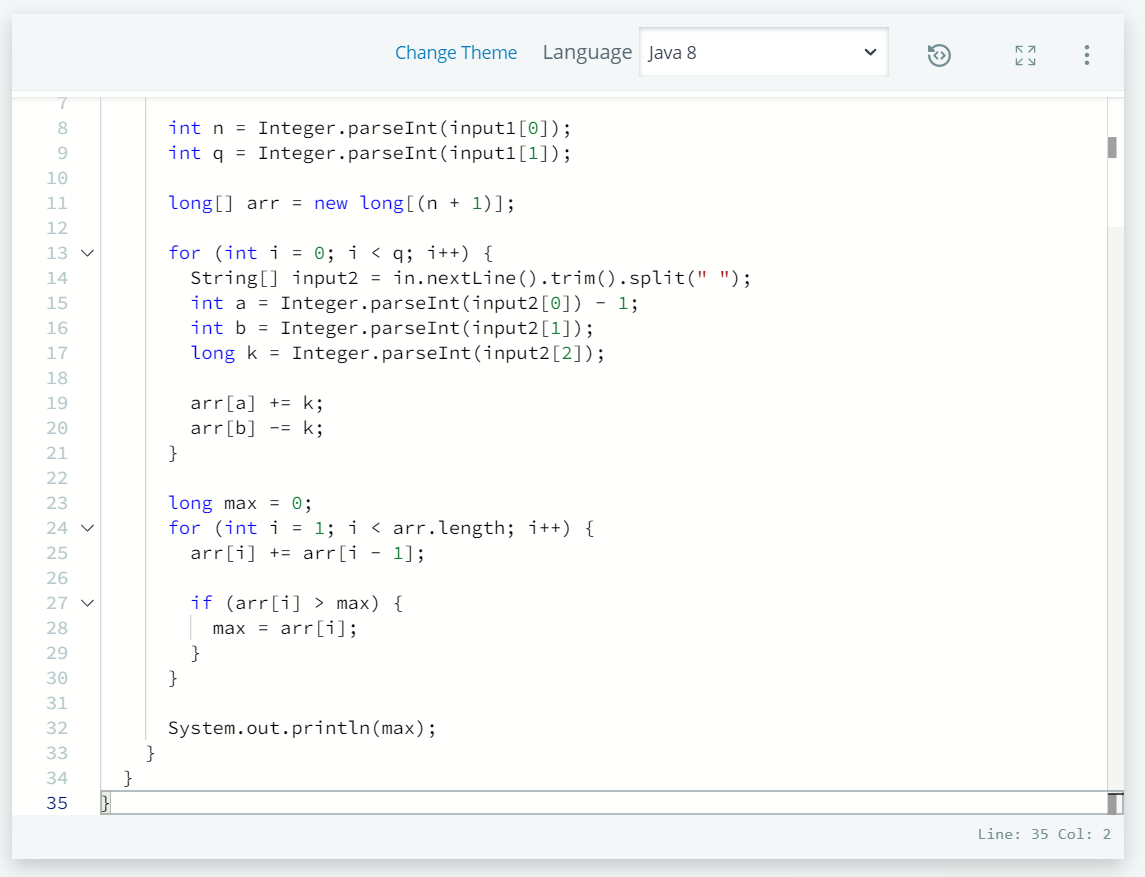 Change Theme Language Java 8
7
8 int n = Integer.parseInt(input1[0]);
9 int q = Integer.parseInt(input1[1]);
10
11 long[] arr = new long[(n + 1)];
12
13 for (int i = 0; i < q; i++) {
14 String[] input2 = in.nextLine().trim().split(" ");
15 int a = Integer.parseInt(input2[0]) - 1;
16 int b = Integer.parseInt(input2[1]);
17 long k = Integer.parseInt(input2[2]);
18
19 arr[a] += k;
20 arr[b] -= k;
21 }
22
23 long max = 0;
24 for (int i = 1; i < arr.length; i++) {
25 arr[i] += arr[i - 1];
26
27 if (arr[i] > max) {
28 max = arr[i];
29 }
30 }
31
32 System.out.println(max);
33 }
34 }
35 }
Line: 35 Col: 2